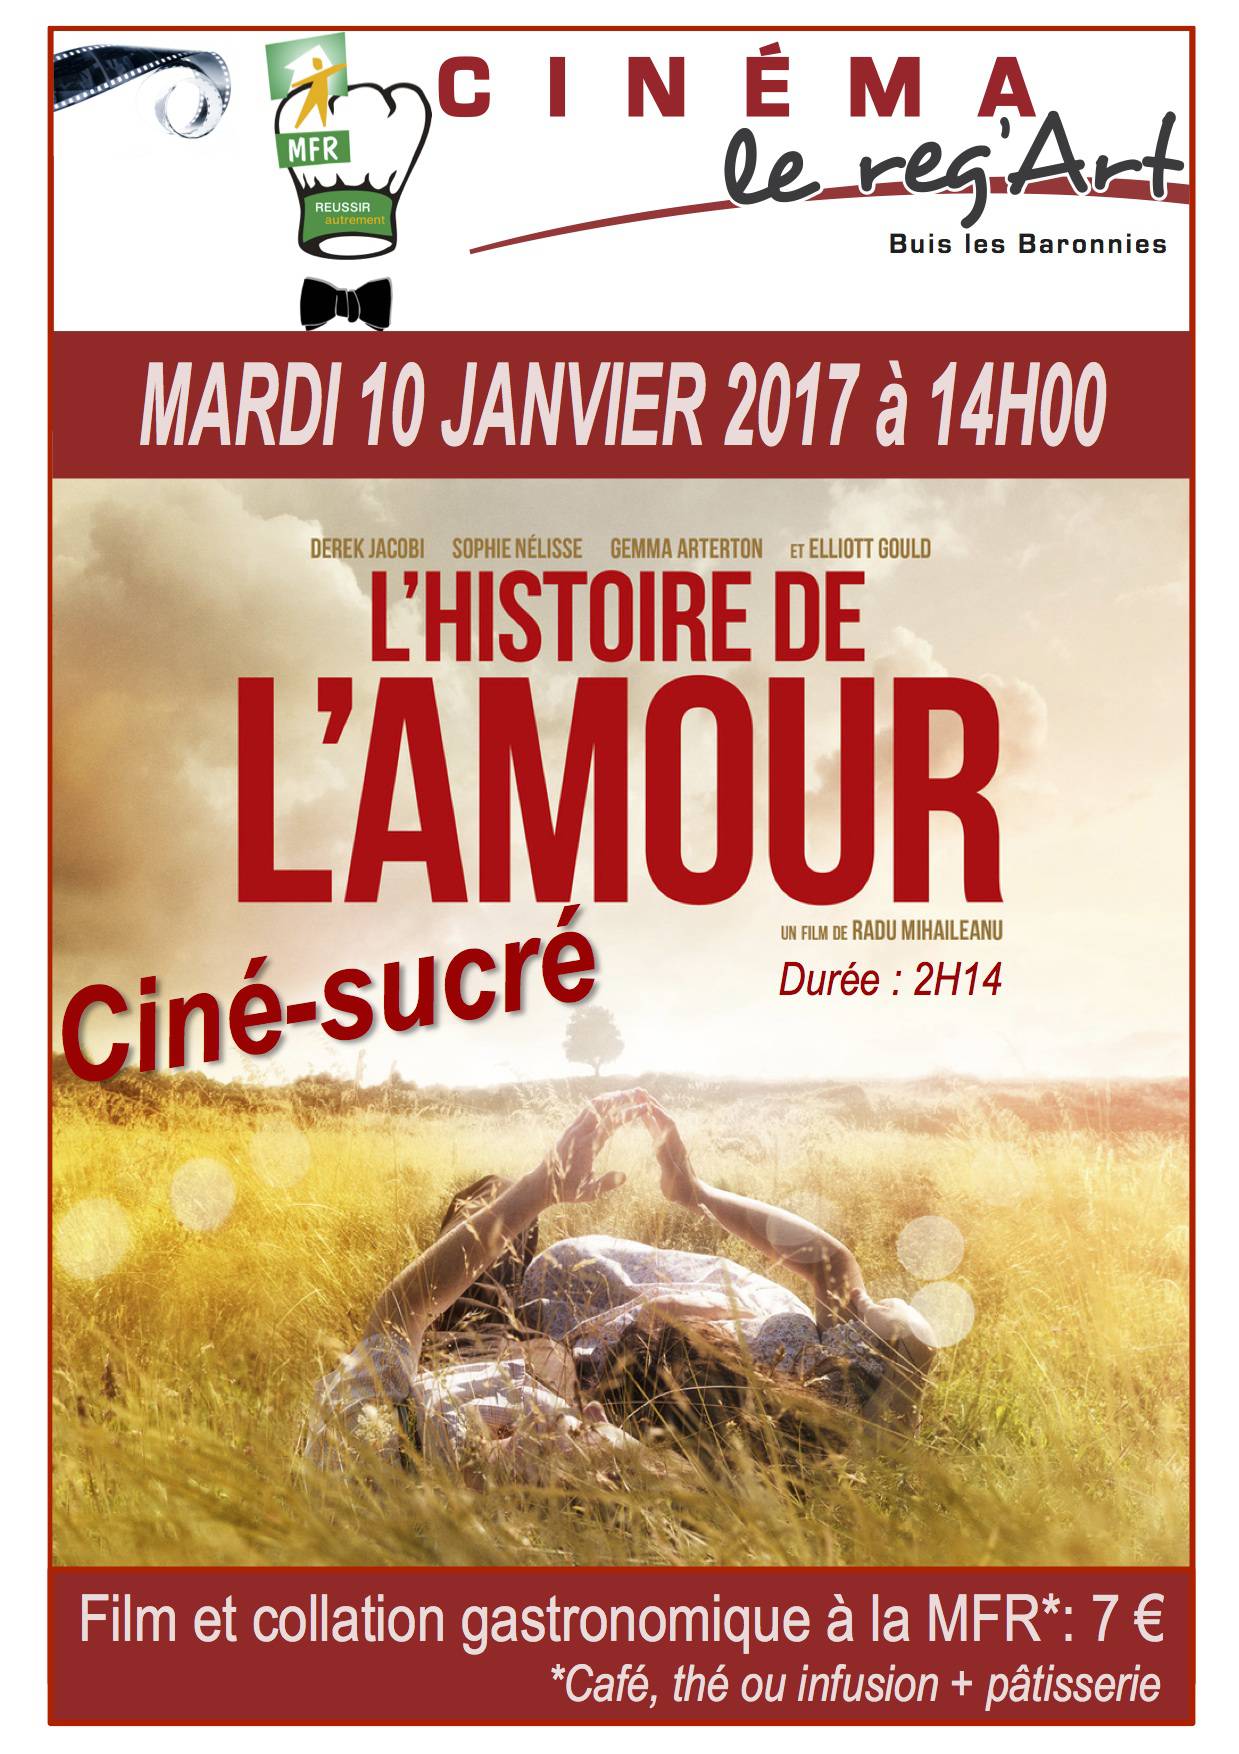 CINÉMA
le reg'Art
Buis les Baronnies
MFR
REUSSIR
autrement
MARDI 10 JANVIER 2017 à 14H00
DEREK JACOBI SOPHIE NÉLISSE GEMMA ARTERTON ET ELLIOTT GOULD
L'HISTOIRE DE
L'AMOUR
UN FILM DE RADU MIHAILEANU
Durée : 2H14
Ciné-sucré
Film et collation gastronomique à la MFR*: 7 €
*Café, thé ou infusion + pâtisserie